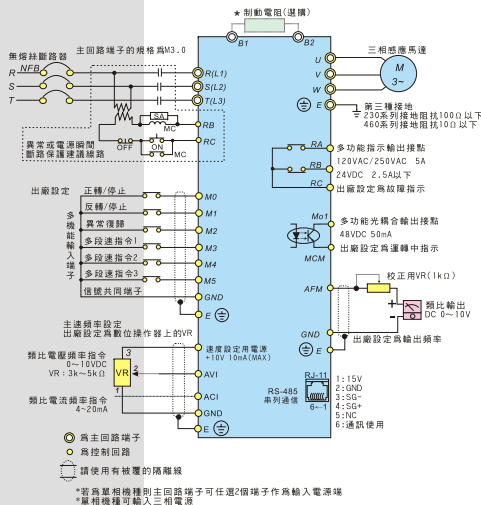 ★制動電阻(選購)
B1
B2
無熔絲斷路器
主回路端子的規格為M3.0
NFB
R
S
T
R(L1)
S(L2)
T(L3)
U
V
W
E
三相感應馬達
M
3~
第三種接地
230系列接地阻抗100Ω以下
460系列接地阻抗10Ω以下
SA
MC
RB
RC
OFF
ON
MC
異常或電源瞬間
斷路保護建議線路
RA
RB
RC
多功能指示輸出接點
120VAC/250VAC 5A
24VDC 2.5A以下
出廠設定為故障指示
出廠設定
多機能輸入端子
正轉/停止
反轉/停止
異常復歸
多段速指令1
多段速指令2
多段速指令3
信號共同端子
M0
M1
M2
M3
M4
M5
GND
E
Mo1
MCM
多功能光耦合輸出接點
48VDC 50mA
出廠設定為運轉中指示
AFM
校正用VR(1kΩ)
+
-
類比輸出
DC 0~10V
GND
出廠設定為輸出頻率
E
主速頻率設定
出廠設定為數位操作器上的VR
類比電壓頻率指令
0~10VDC
VR:3k~5kΩ
VR
3
2
1
速度設定用電源
+10V 10mA(MAX)
AVI
類比電流頻率指令
4~20mA
ACI
GND
E
RS-485
串列通信
RJ-11
6←1
1:15V
2:GND
3:SG-
4:SG+
5:NC
6:通訊使用
為主回路端子
為控制回路
請使用有被覆的隔離線
*若為單相機種則主回路端子可任選2個端子作為輸入電源端
*單相機種可輸入三相電源